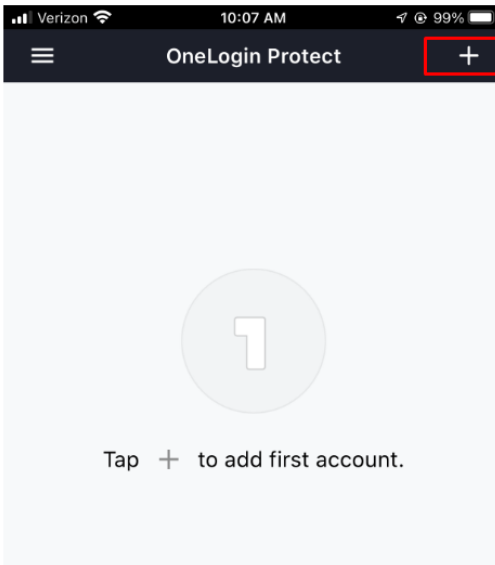 Verizon 10:07 AM 99%
OneLogin Protect +
Tap + to add first account.